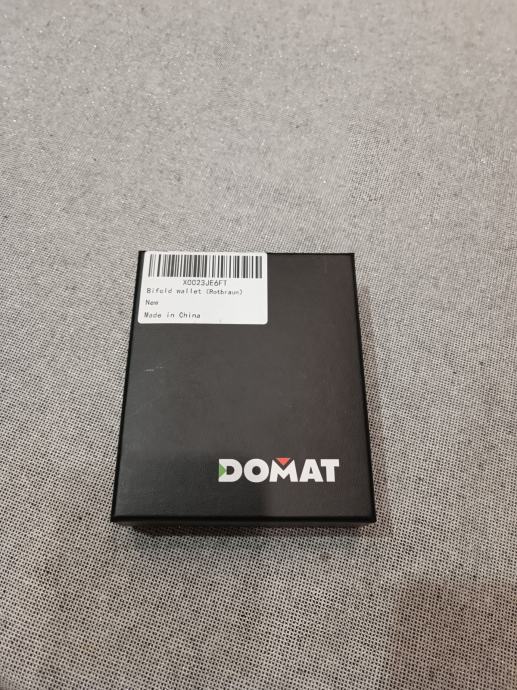 X0023JE6FT
Bifold wallet (Rotbraun)
New
Made in China
DOMAT